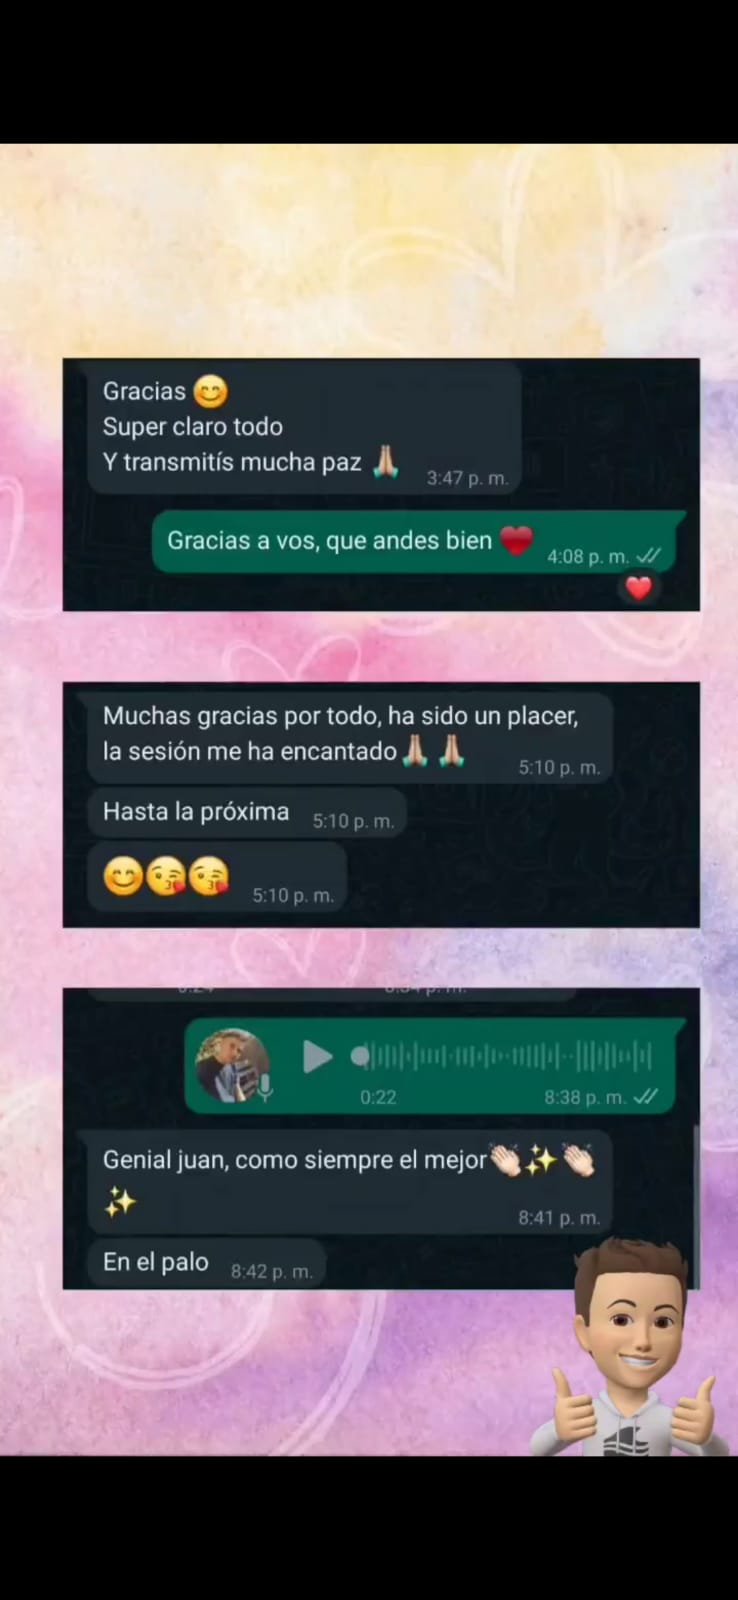 Gracias 😊
Super claro todo
Y transmitís mucha paz 🙏🏼
3:47 p. m.
Gracias a vos, que andes bien ❤️
4:08 p. m.
Muchas gracias por todo, ha sido un placer,
la sesión me ha encantado🙏🏼 🙏🏼
5:10 p. m.
Hasta la próxima 5:10 p. m.
😊😘😘 5:10 p. m.
0:22 8:38 p. m.
Genial juan, como siempre el mejor👏🏻✨👏🏻
✨
8:41 p. m.
En el palo 8:42 p. m.